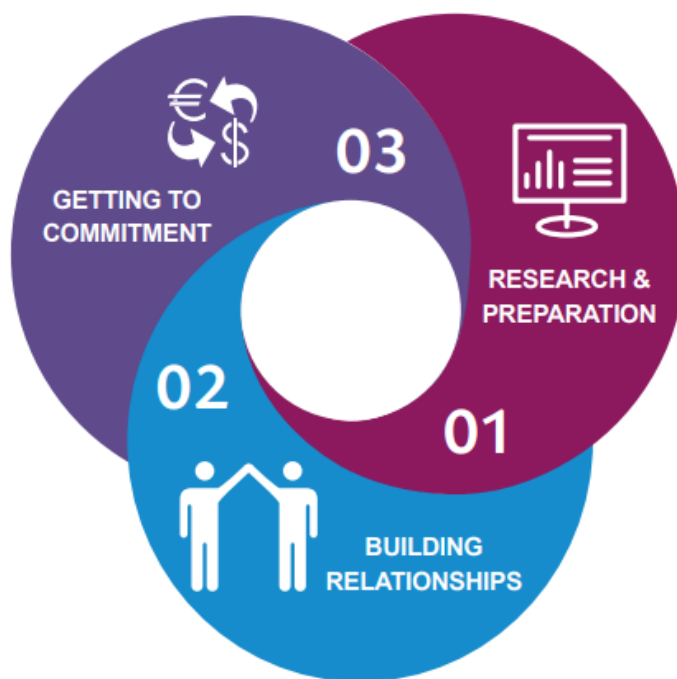 03
GETTING TO
COMMITMENT
RESEARCH &
PREPARATION
02
01
BUILDING
RELATIONSHIPS